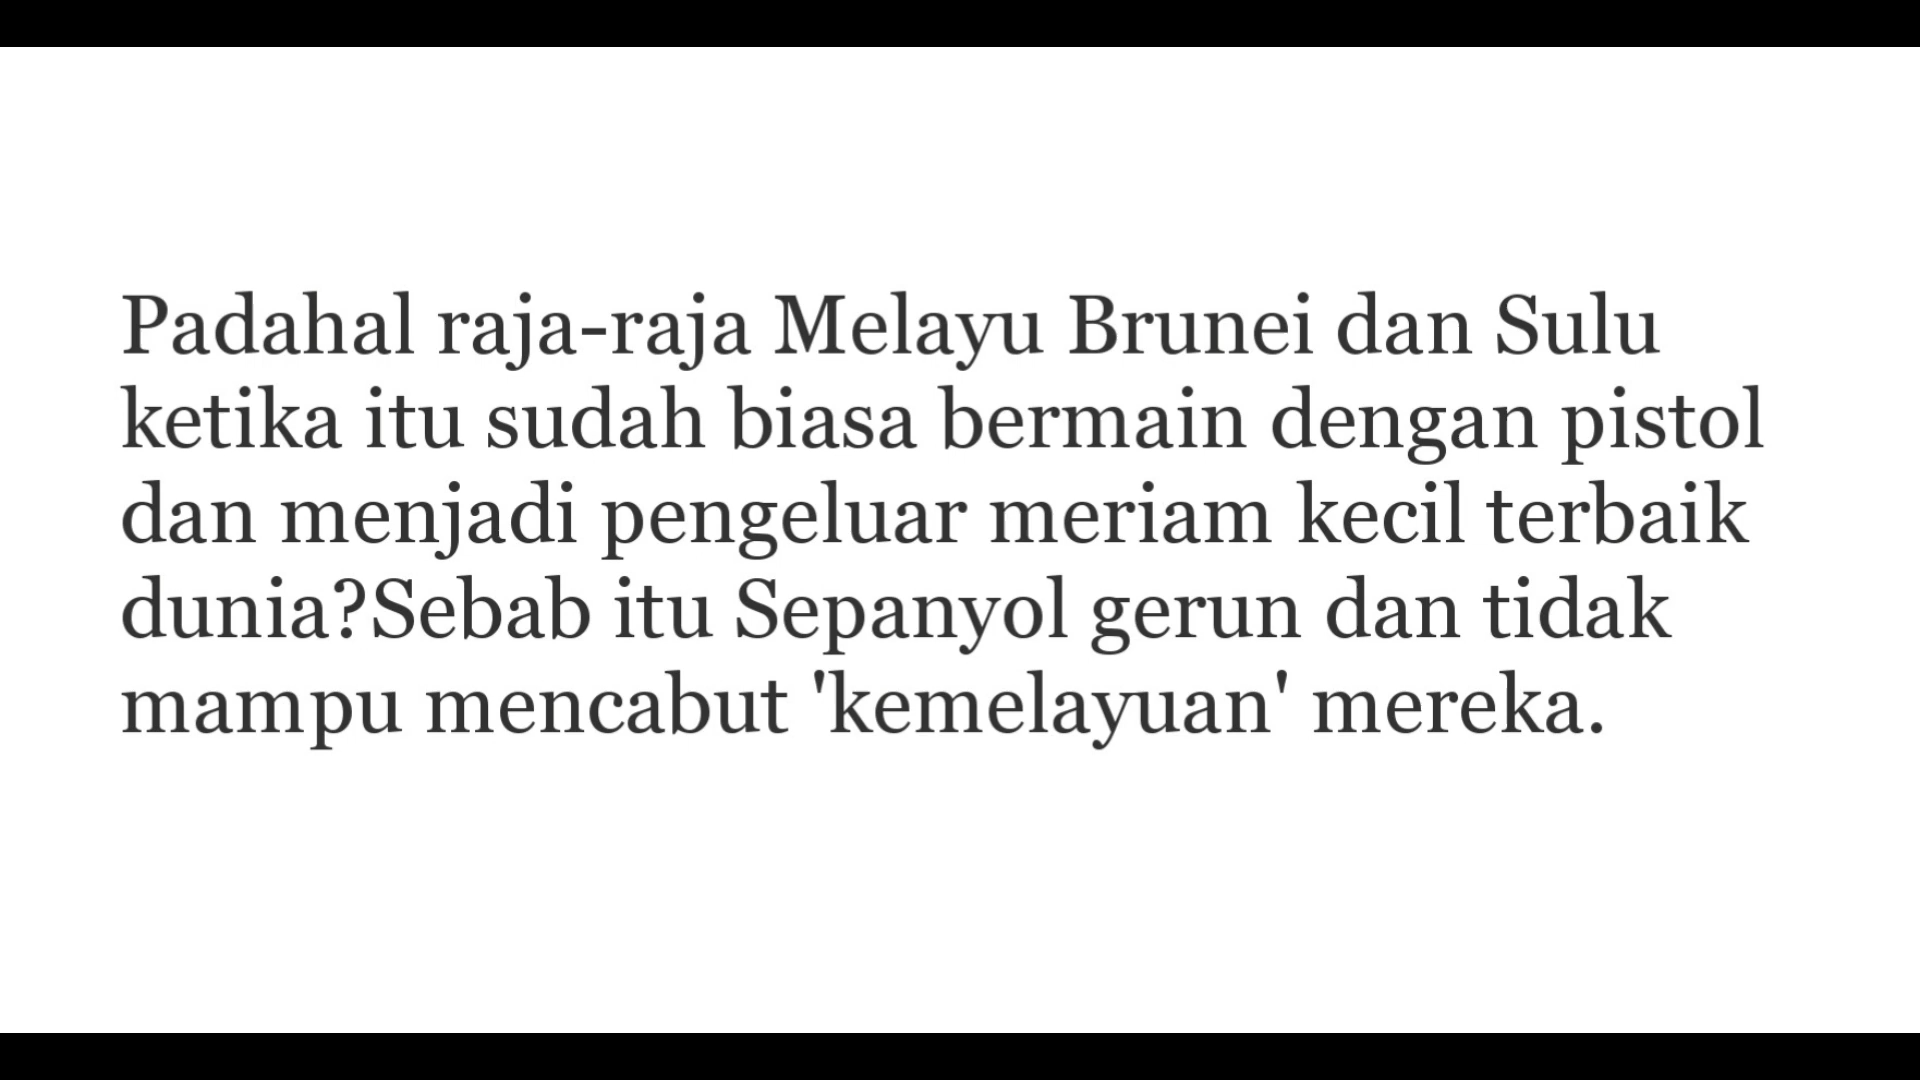 Padahal raja-raja Melayu Brunei dan Sulu
ketika itu sudah biasa bermain dengan pistol
dan menjadi pengeluar meriam kecil terbaik
dunia?Sebab itu Sepanyol gerun dan tidak
mampu mencabut 'kemelayuan' mereka.